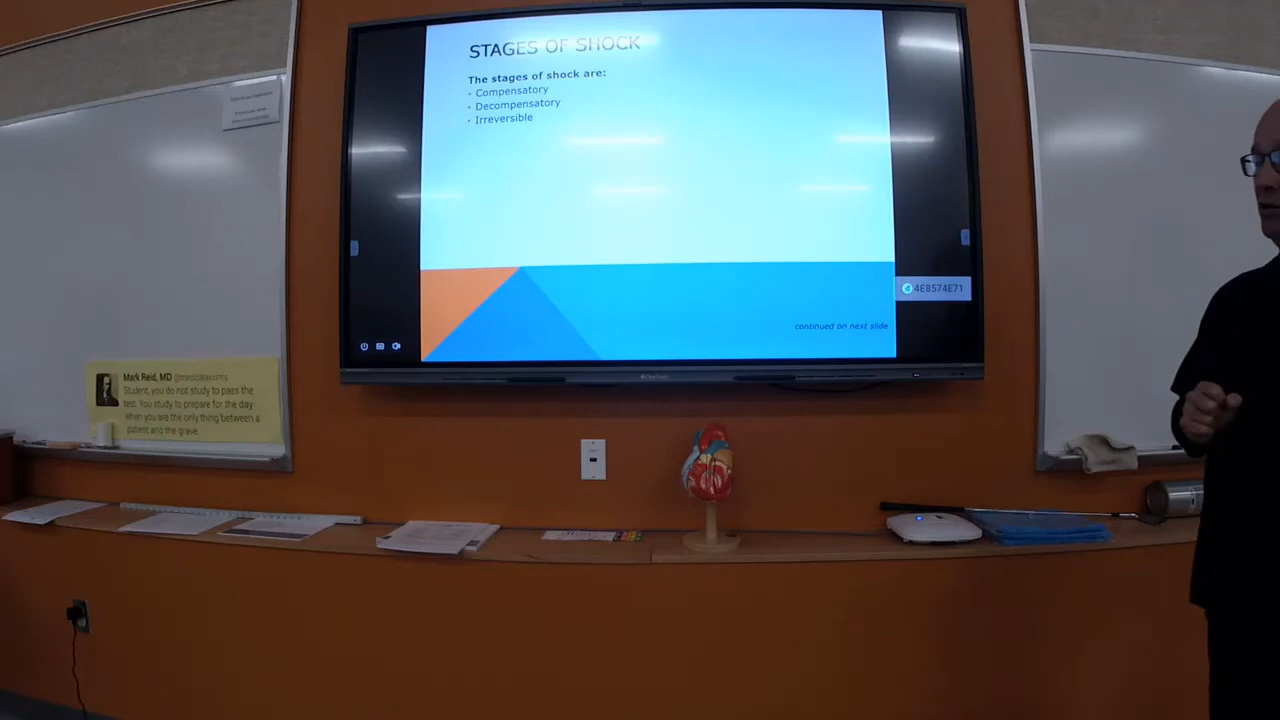 STAGES OF SHOCK
The stages of shock are:
• Compensatory
• Decompensatory
• Irreversible
continued on next slide
4E8574E71
Mark Reid, MD @medicalaxioms
Student, you do not study to pass the
test. You study to prepare for the day
when you are the only thing between a
patient and the grave.